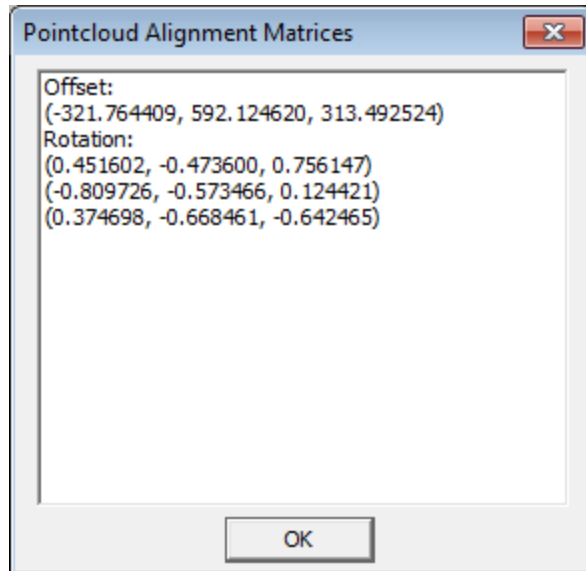 Pointcloud Alignment Matrices
Offset:
(-321.764409, 592.124620, 313.492524)
Rotation:
(0.451602, -0.473600, 0.756147)
(-0.809726, -0.573466, 0.124421)
(0.374698, -0.668461, -0.642465)
OK